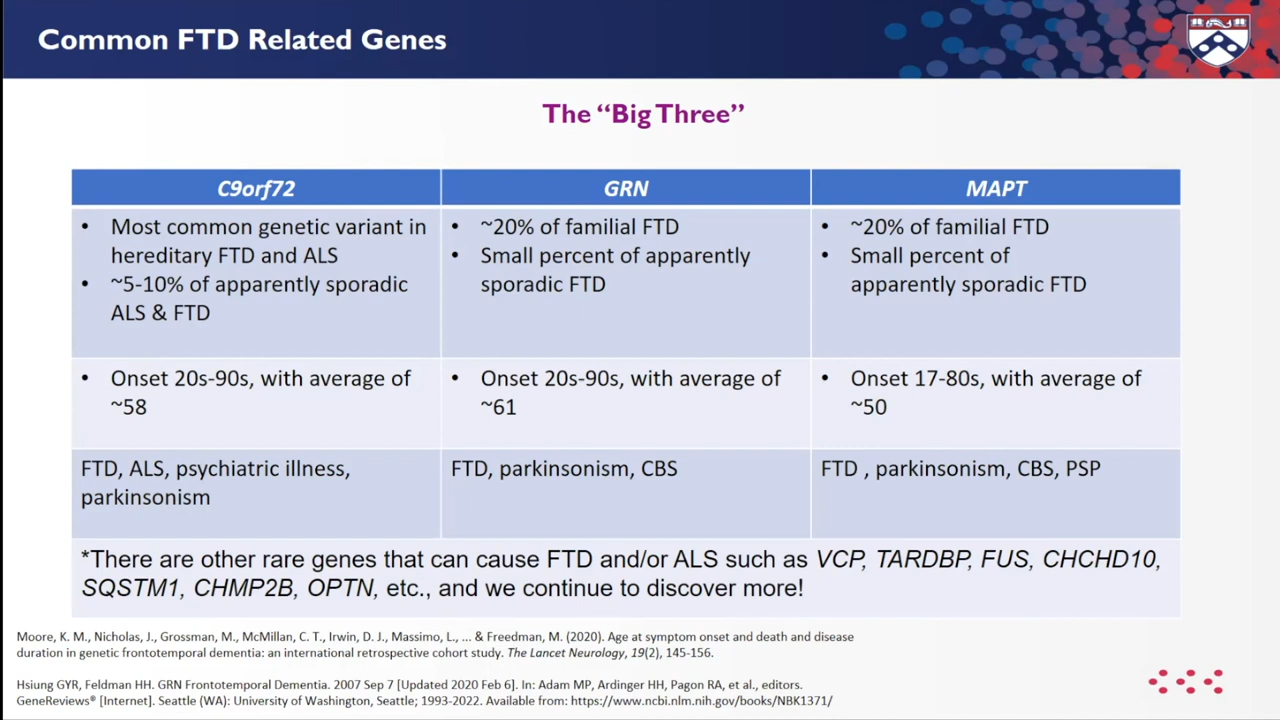 Common FTD Related Genes
The “Big Three”
C9orf72
GRN
MAPT
• Most common genetic variant in
hereditary FTD and ALS
• ~5-10% of apparently sporadic
ALS & FTD
• ~20% of familial FTD
• Small percent of apparently
sporadic FTD
• ~20% of familial FTD
• Small percent of
apparently sporadic FTD
• Onset 20s-90s, with average of
~58
• Onset 20s-90s, with average of
~61
• Onset 17-80s, with average of
~50
FTD, ALS, psychiatric illness,
parkinsonism
FTD, parkinsonism, CBS
FTD , parkinsonism, CBS, PSP
*There are other rare genes that can cause FTD and/or ALS such as VCP, TARDBP, FUS, CHCHD10,
SQSTM1, CHMP2B, OPTN, etc., and we continue to discover more!
Moore, K. M., Nicholas, J., Grossman, M., McMillan, C. T., Irwin, D. J., Massimo, L., ... & Freedman, M. (2020). Age at symptom onset and death and disease
duration in genetic frontotemporal dementia: an international retrospective cohort study. The Lancet Neurology, 19(2), 145-156.
Hsiung GYR, Feldman HH. GRN Frontotemporal Dementia. 2007 Sep 7 [Updated 2020 Feb 6]. In: Adam MP, Ardinger HH, Pagon RA, et al., editors.
GeneReviews® [Internet]. Seattle (WA): University of Washington, Seattle; 1993-2022. Available from: https://www.ncbi.nlm.nih.gov/books/NBK1371/